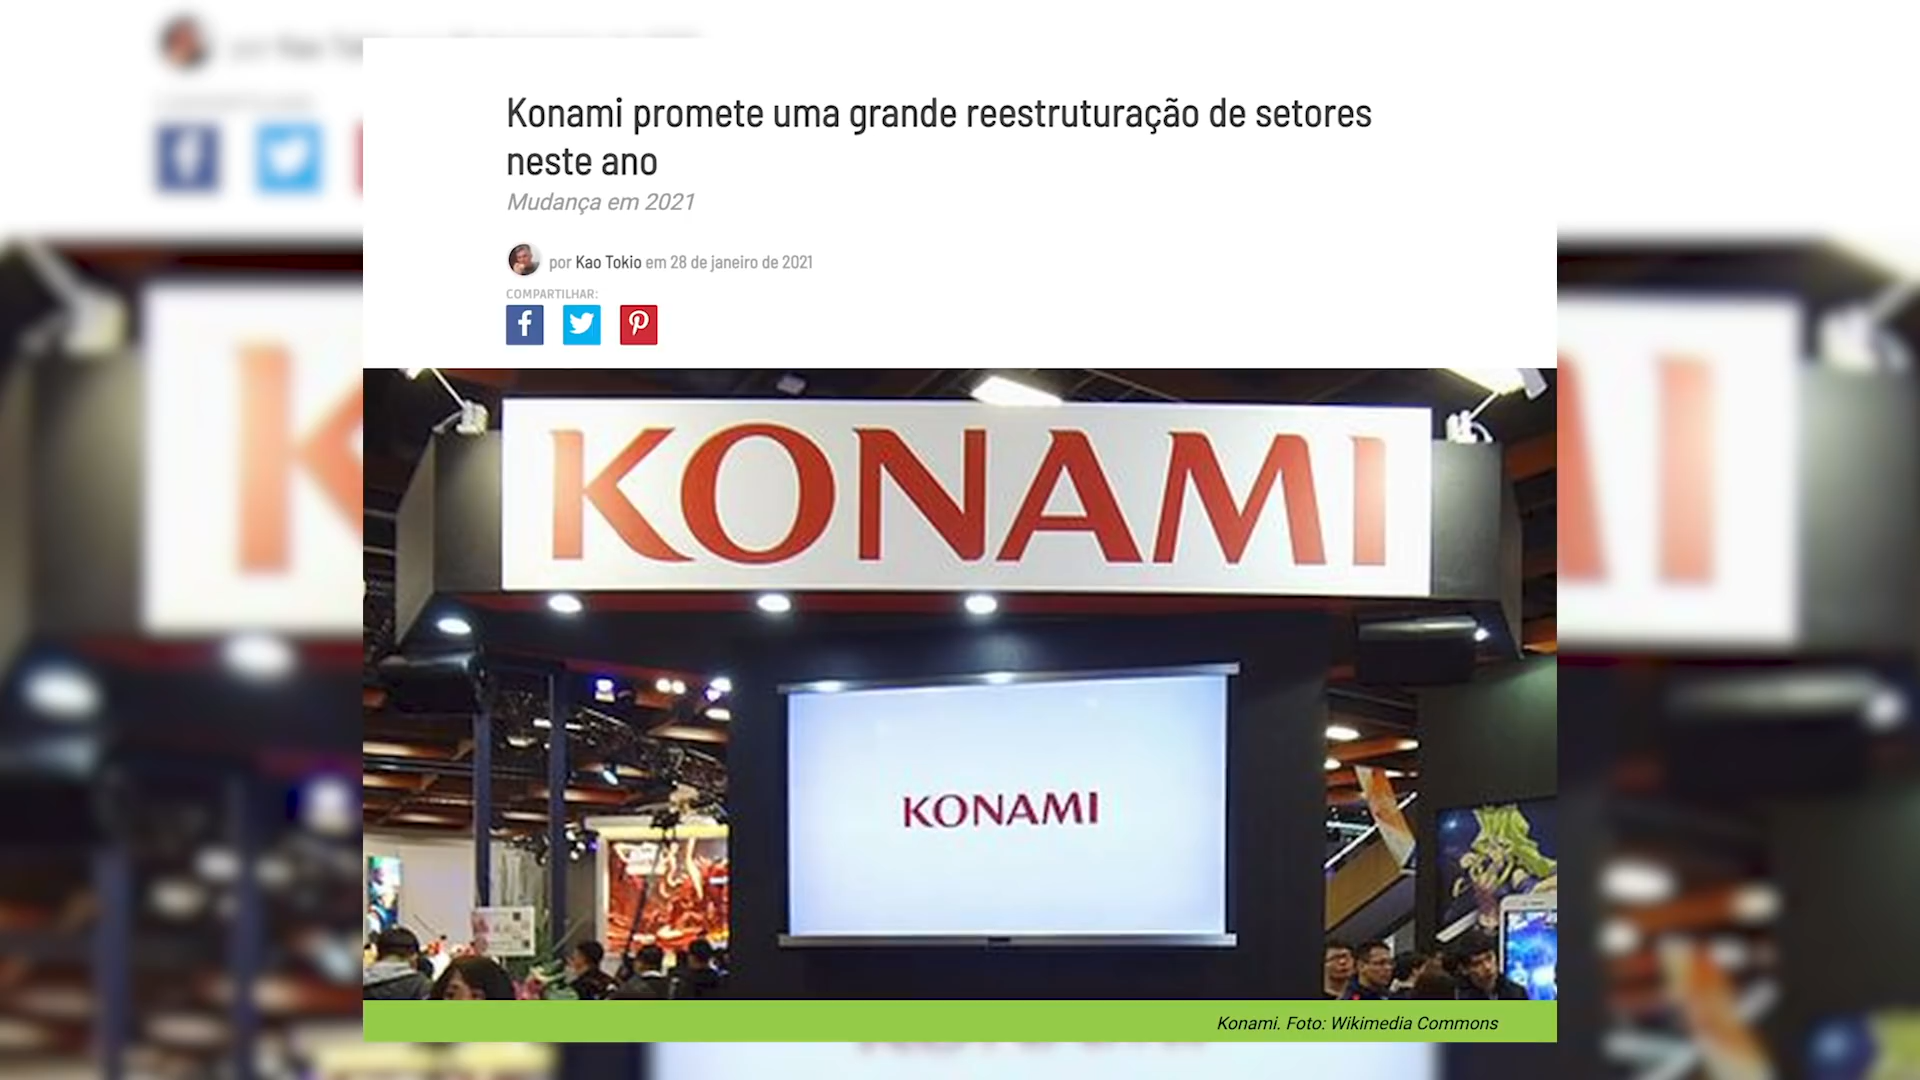 Konami promete uma grande reestruturação de setores
neste ano
Mudança em 2021
por Kao Tokio em 28 de janeiro de 2021
COMPARTILHAR:
KONAMI
KONAMI
Konami. Foto: Wikimedia Commons